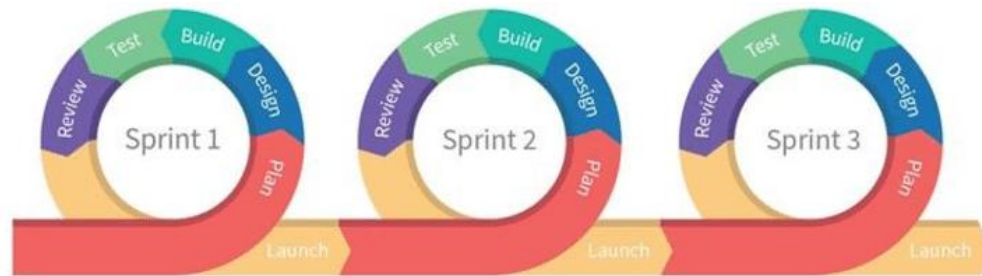 Sprint 1
Plan
Design
Build
Test
Review
Launch
Sprint 2
Plan
Design
Build
Test
Review
Launch
Sprint 3
Plan
Design
Build
Test
Review
Launch